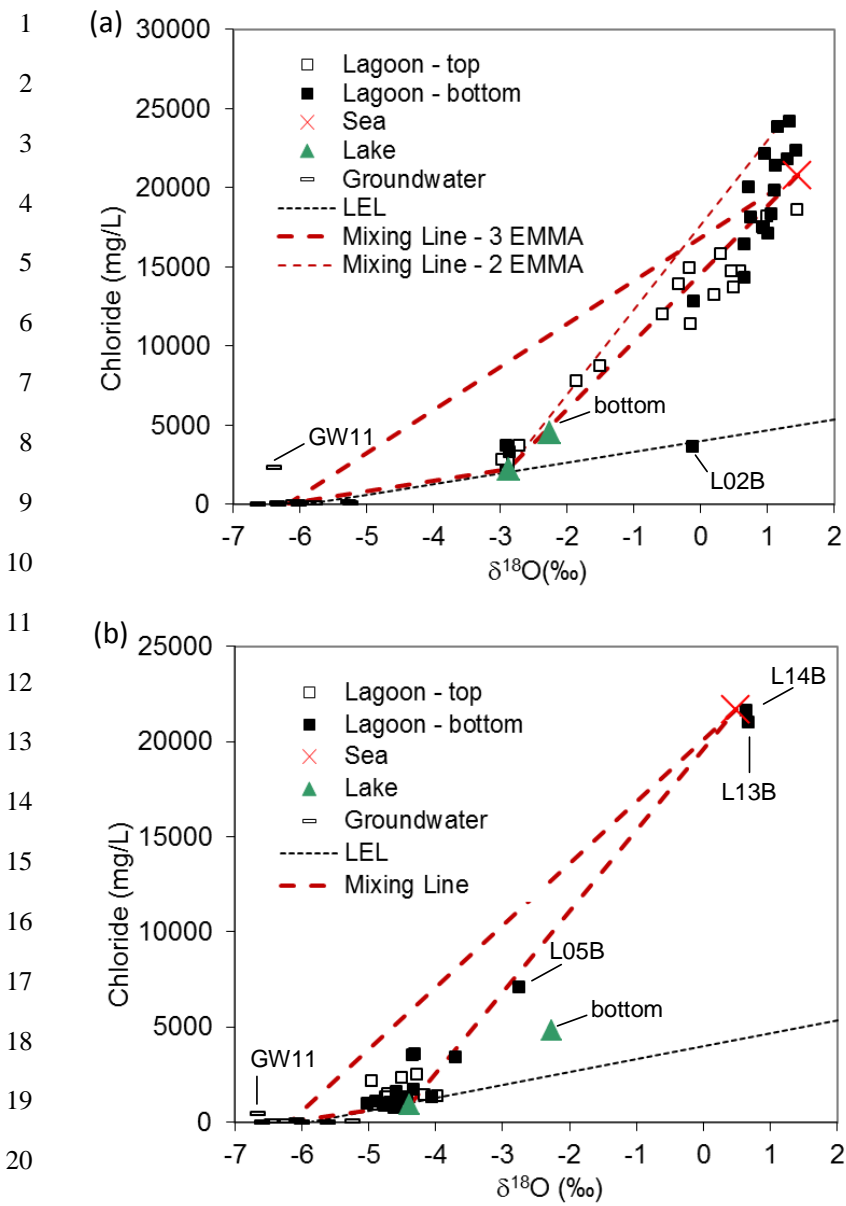 1
2
3
4
5
6
7
8
9
10
11
12
13
14
15
16
17
18
19
20
(a)
30000
25000
20000
15000
10000
5000
0
Chloride (mg/L)
Lagoon - top
Lagoon - bottom
Sea
Lake
Groundwater
LEL
Mixing Line - 3 EMMA
Mixing Line - 2 EMMA
bottom
GW11
L02B
-7 -6 -5 -4 -3 -2 -1 0 1 2
δ¹⁸O(‰)
(b)
25000
20000
15000
10000
5000
0
Chloride (mg/L)
Lagoon - top
Lagoon - bottom
Sea
Lake
Groundwater
LEL
Mixing Line
L14B
L13B
L05B
bottom
GW11
-7 -6 -5 -4 -3 -2 -1 0 1 2
δ¹⁸O (‰)